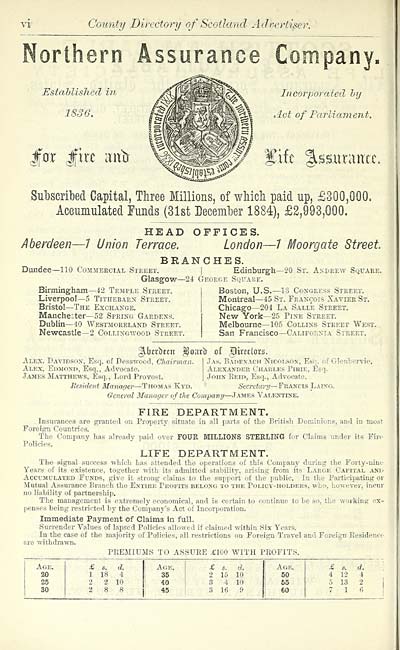 vi County Directory of Scotland Advertiser.
Northern Assurance Company.
Established in 1836.
Incorporated by Act of Parliament.
For Fire and Life Assurance.
Subscribed Capital, Three Millions, of which paid up, £300,000.
Accumulated Funds (31st December 1884), £2,993,000.
HEAD OFFICES.
Aberdeen—1 Union Terrace. London—1 Moorgate Street.
BRANCHES.
Dundee—110 Commercial Street. Edinburgh—20 St. Andrew Square.
Glasgow—24 George Square.
Birmingham—42 Temple Street. Boston, U.S.—13 Congress Street.
Liverpool—5 Tithebarn Street. Montreal—45 St. François Xavier St.
Bristol—The Exchange. Chicago—204 La Salle Street.
Manchester—52 Spring Gardens. New York—25 Pine Street.
Dublin—40 Westmoreland Street. Melbourne—105 Collins Street West.
Newcastle—2 Collingwood Street. San Francisco—California Street.
Aberdeen Board of Directors.
Alex. Davidson, Esq. of Desswood, Chairman. Jas. Badenach Nicolson, Esq. of Glenbervie.
Alex. Edmond, Esq., Advocate. Alexander Charles Pirie, Esq.
James Matthews, Esq., Lord Provost. John Reid, Esq., Advocate.
Resident Manager—Thomas Kyd. Secretary—Francis Laing.
General Manager of the Company—James Valentine.
FIRE DEPARTMENT.
Insurances are granted on Property situate in all parts of the British Dominions, and in most
Foreign Countries.
The Company has already paid over FOUR MILLIONS STERLING for Claims under its Fire
Policies.
LIFE DEPARTMENT.
The signal success which has attended the operations of this Company during the Forty-nine
Years of its existence, together with its admitted stability, arising from its Large Capital and
Accumulated Funds, give it strong claims to the support of the public. In the Participating or
Mutual Assurance Branch the Entire Profits belong to the Policy-holders, who, however, incur
no liability of partnership.
The management is extremely economical, and is certain to continue to be so, the working ex-
penses being restricted by the Company's Act of Incorporation.
Immediate Payment of Claims in full.
Surrender Values of lapsed Policies allowed if claimed within Six Years.
In the case of the majority of Policies, all restrictions on Foreign Travel and Foreign Residence
are withdrawn.
PREMIUMS TO ASSURE £100 WITH PROFITS.
Age. £ s. d. Age. £ s. d. Age. £ s. d.
20 1 18 4 35 2 15 10 50 4 12 4
25 2 2 10 40 3 4 10 55 5 13 2
30 2 8 8 45 3 16 9 60 7 1 6